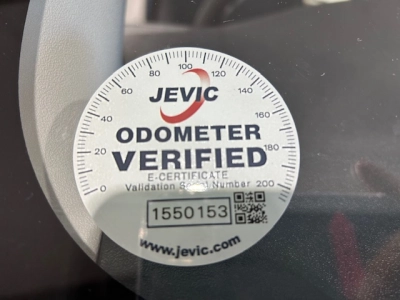 0 20 40 60 80 100 120 140 160 180 200
JEVIC
ODOMETER
VERIFIED
E-CERTIFICATE
Validation Serial Number
1550153
www.jevic.com